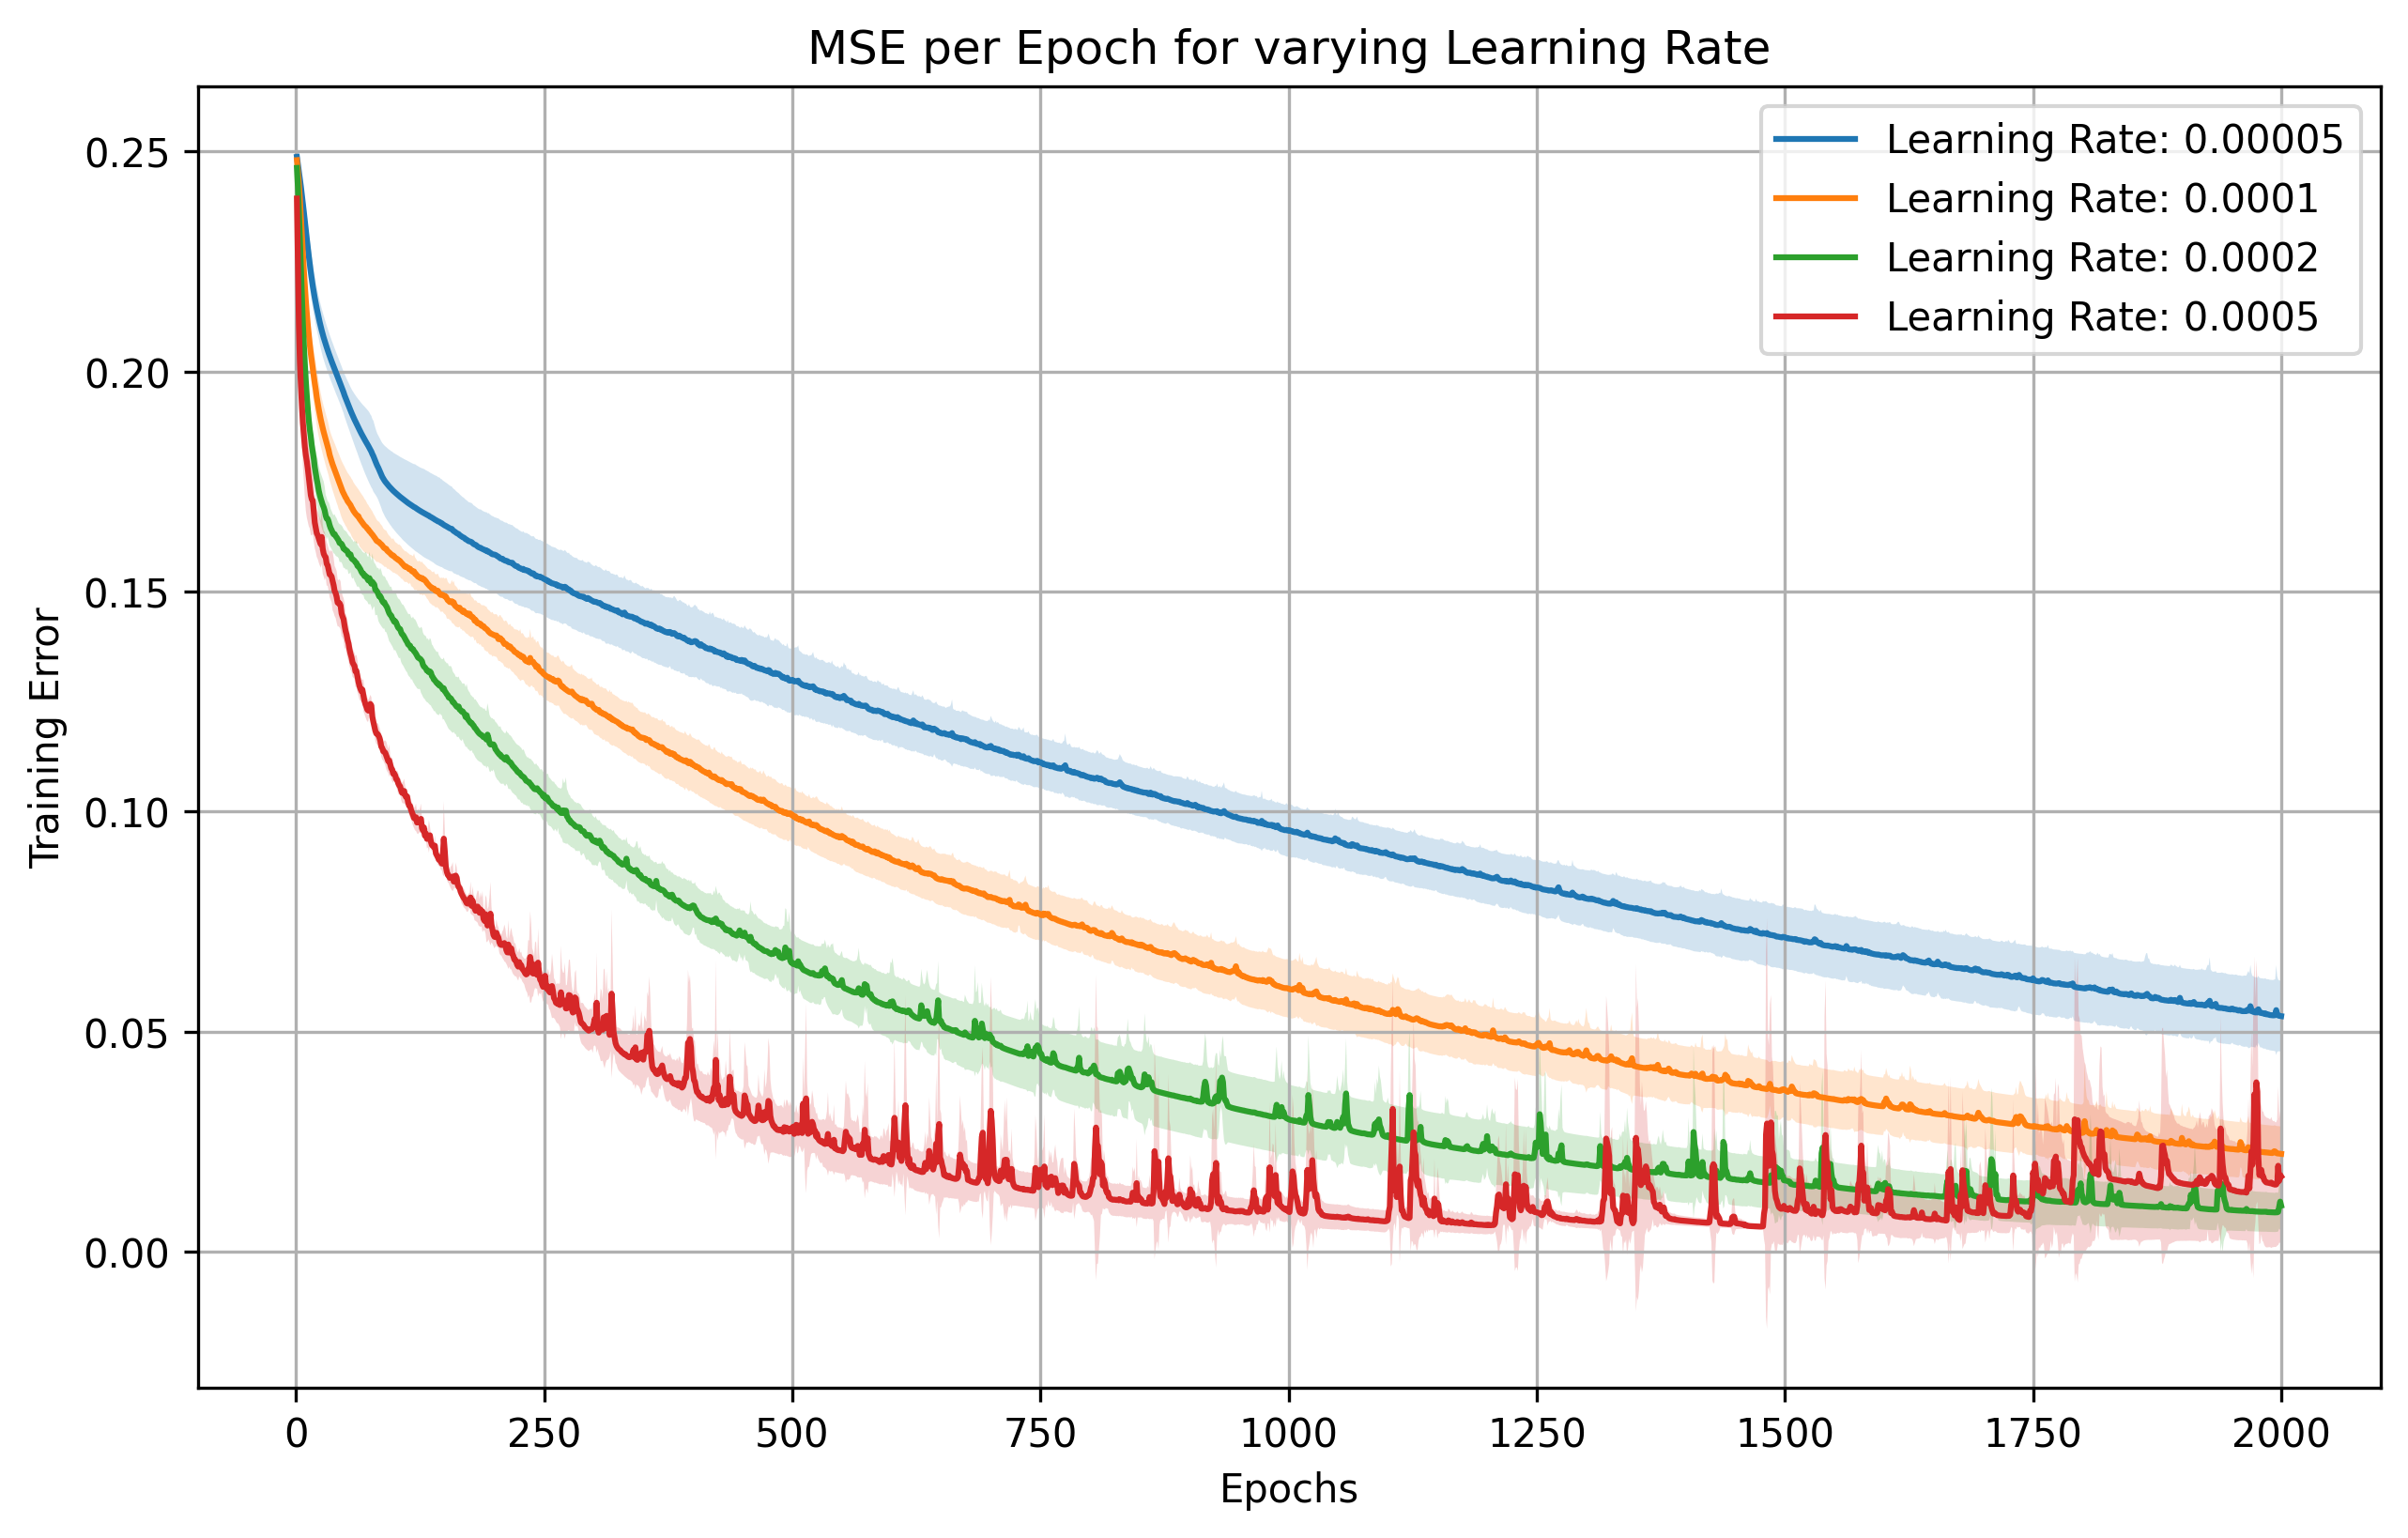 MSE per Epoch for varying Learning Rate
Learning Rate: 0.00005
Learning Rate: 0.0001
Learning Rate: 0.0002
Learning Rate: 0.0005
Training Error
0.25
0.20
0.15
0.10
0.05
0.00
0 250 500 750 1000 1250 1500 1750 2000
Epochs